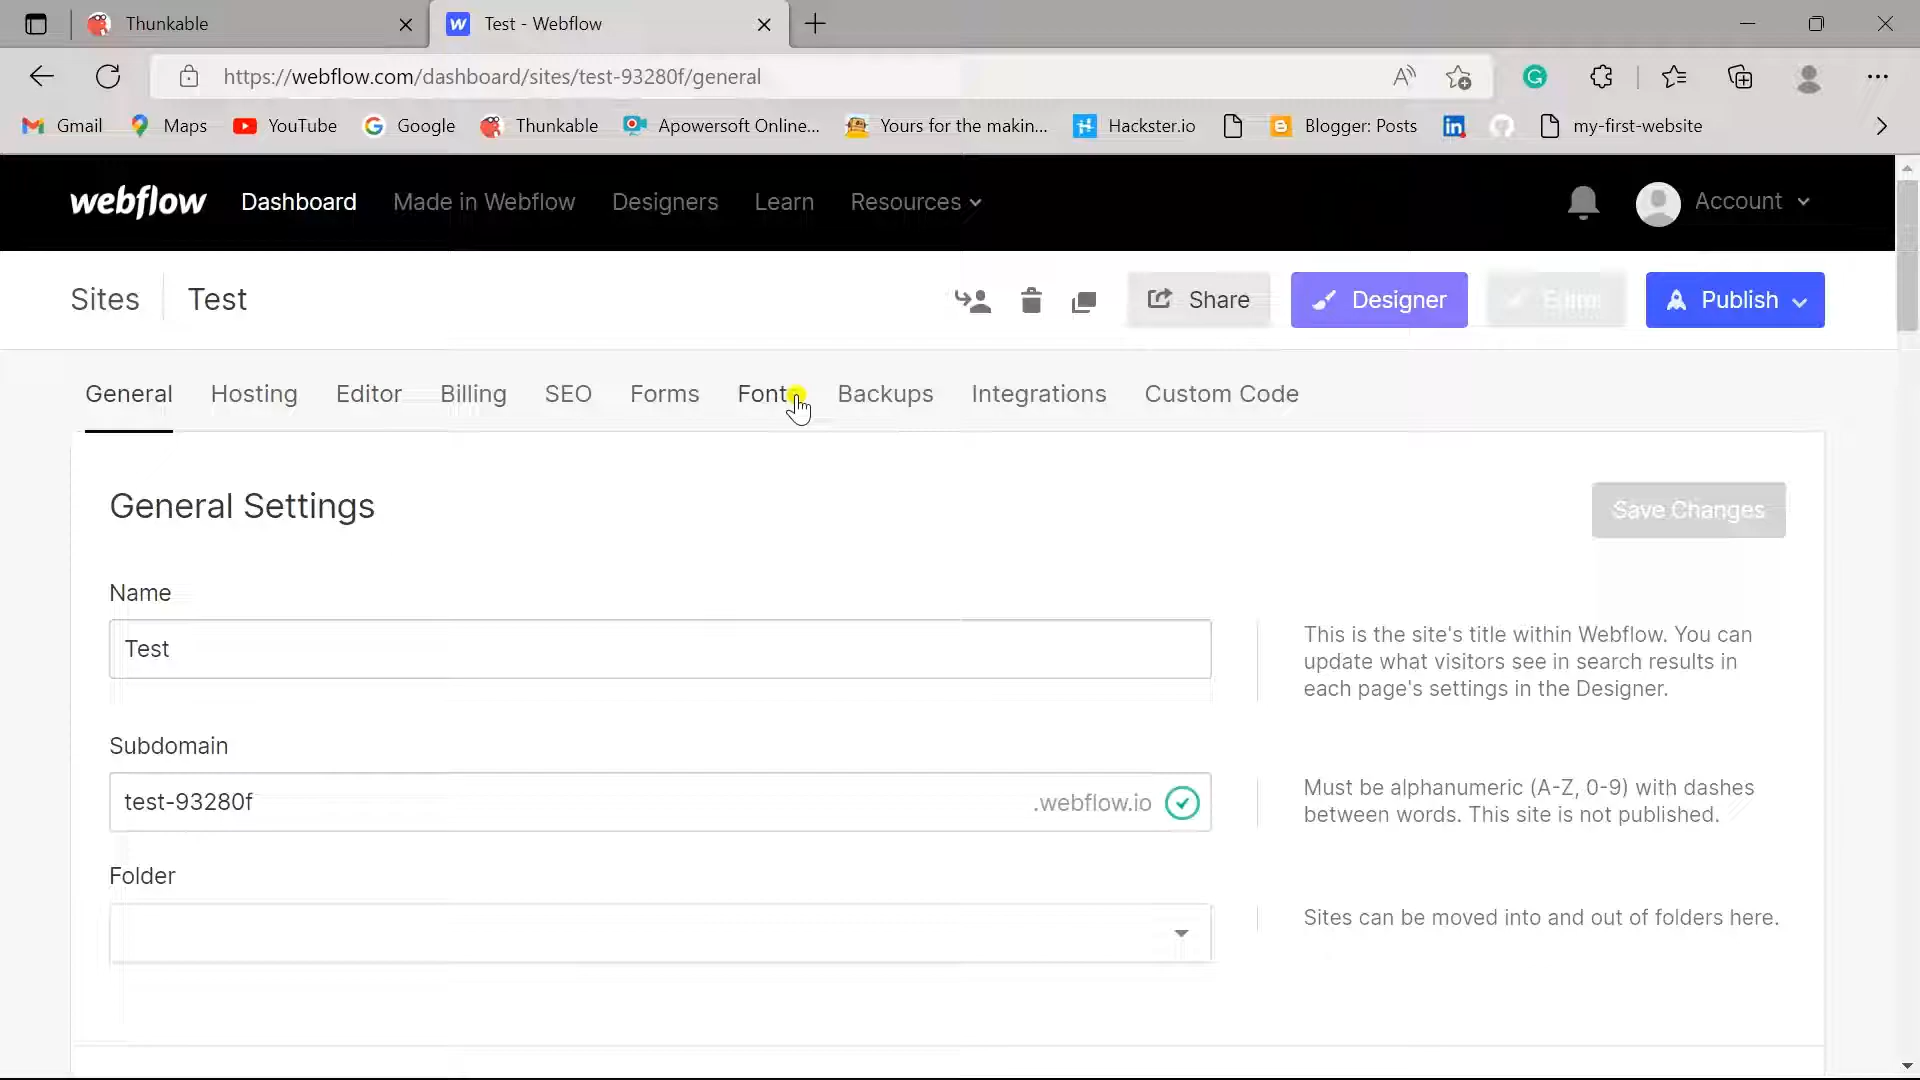 Thunkable
Test - Webflow
https://webflow.com/dashboard/sites/test-93280f/general
Gmail Maps YouTube Google Thunkable Apowersoft Online... Yours for the makin... Hackster.io Blogger: Posts my-first-website
webflow Dashboard Made in Webflow Designers Learn Resources Account
Sites Test Share Designer Editor Publish
General Hosting Editor Billing SEO Forms Font Backups Integrations Custom Code
General Settings
Save Changes
Name
Test
This is the site's title within Webflow. You can
update what visitors see in search results in
each page's settings in the Designer.
Subdomain
test-93280f .webflow.io
Must be alphanumeric (A-Z, 0-9) with dashes
between words. This site is not published.
Folder
Sites can be moved into and out of folders here.